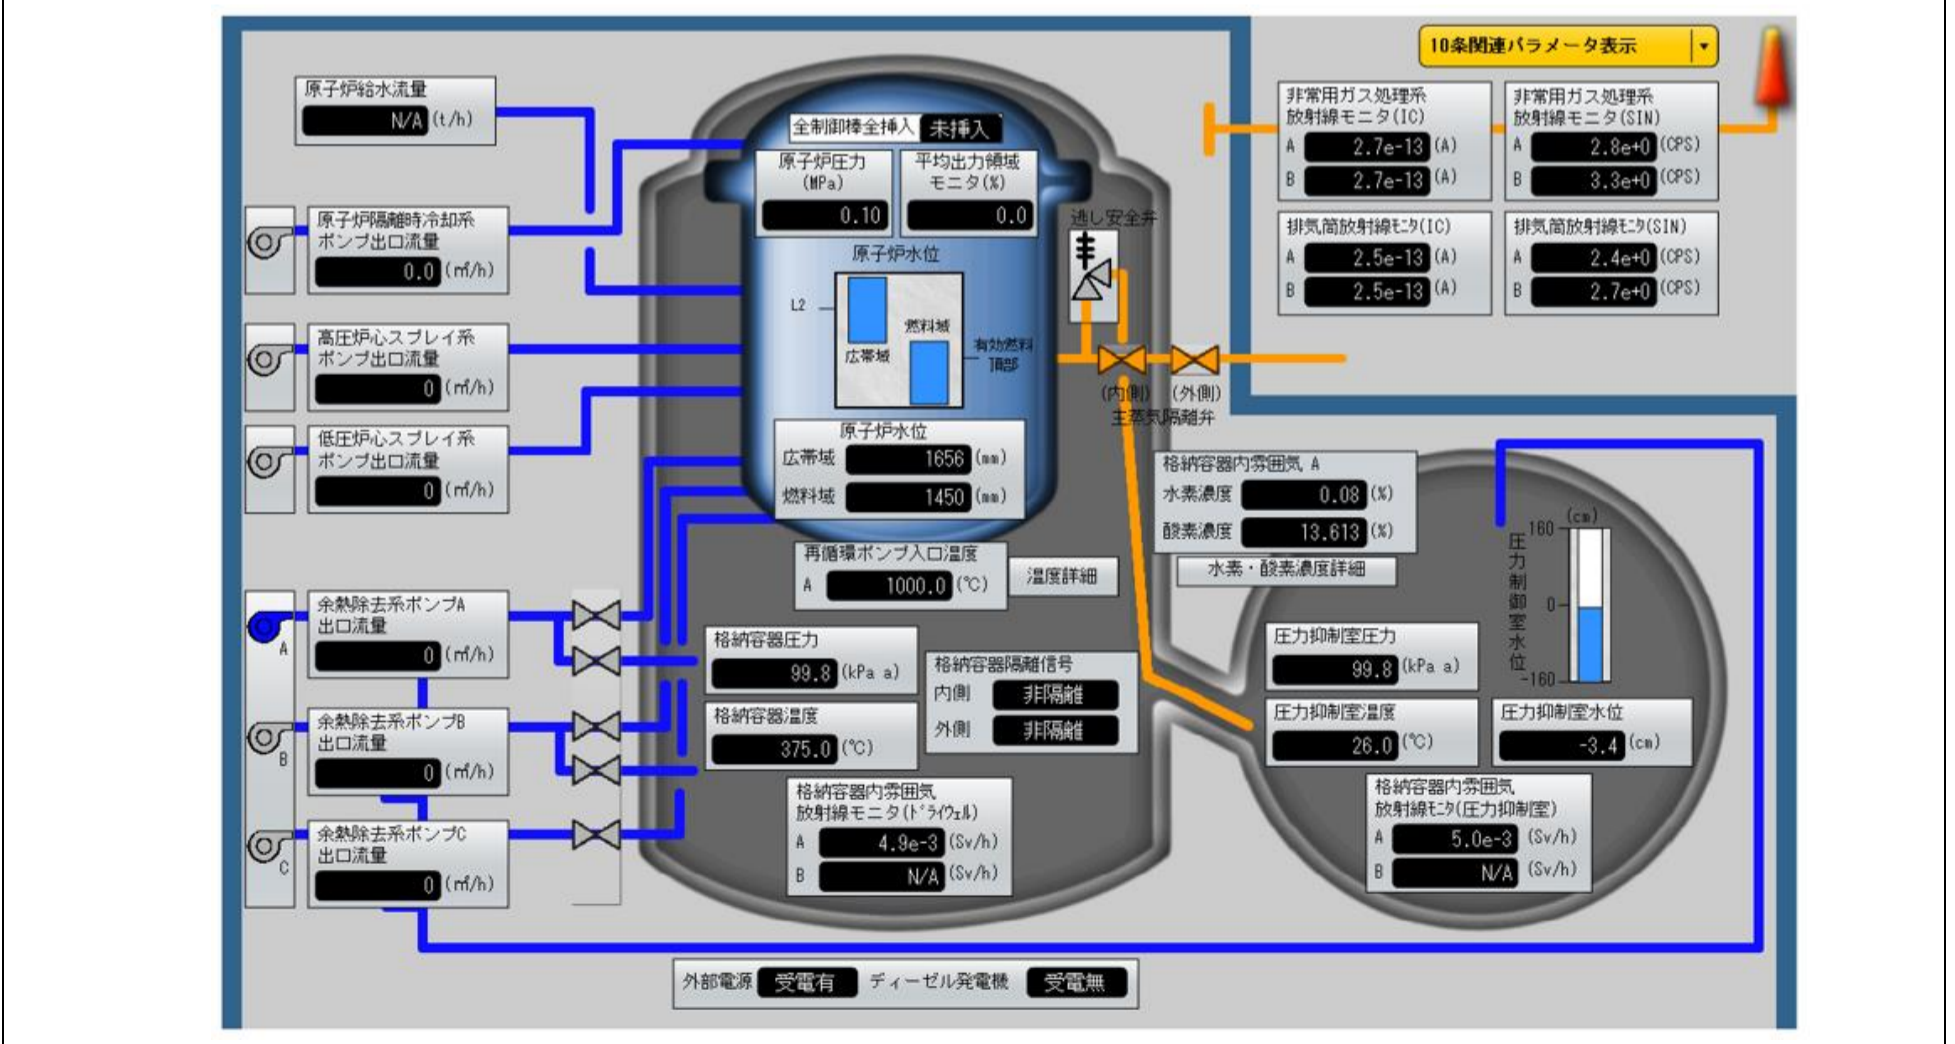 10条関連パラメータ表示
原子炉給水流量
N/A (t/h)
原子炉隔離時冷却系
ポンプ出口流量
0.0 (㎥/h)
高圧炉心スプレイ系
ポンプ出口流量
0 (㎥/h)
低圧炉心スプレイ系
ポンプ出口流量
0 (㎥/h)
余熱除去系ポンプA
出口流量
0 (㎥/h)
A
余熱除去系ポンプB
出口流量
0 (㎥/h)
B
余熱除去系ポンプC
出口流量
0 (㎥/h)
C
全制御棒全挿入 未挿入
原子炉圧力
(MPa)
0.10
平均出力領域
モニタ(%)
0.0
原子炉水位
L2
広帯域
燃料域
有効燃料
頂部
原子炉水位
広帯域 1656 (mm)
燃料域 1450 (mm)
再循環ポンプ入口温度
A 1000.0 (℃)
温度詳細
逃し安全弁
(内側) (外側)
主蒸気隔離弁
非常用ガス処理系
放射線モニタ(IC)
A 2.7e-13 (A)
B 2.7e-13 (A)
非常用ガス処理系
放射線モニタ(SIN)
A 2.8e+0 (CPS)
B 3.3e+0 (CPS)
排気筒放射線ﾓﾆﾀ(IC)
A 2.5e-13 (A)
B 2.5e-13 (A)
排気筒放射線ﾓﾆﾀ(SIN)
A 2.4e+0 (CPS)
B 2.7e+0 (CPS)
格納容器内雰囲気 A
水素濃度 0.08 (%)
酸素濃度 13.613 (%)
水素・酸素濃度詳細
格納容器圧力
99.8 (kPa a)
格納容器温度
375.0 (℃)
格納容器隔離信号
内側 非隔離
外側 非隔離
格納容器内雰囲気
放射線モニタ(ﾄﾞﾗｲｳｪﾙ)
A 4.9e-3 (Sv/h)
B N/A (Sv/h)
(cm)
160
0
-160
圧力制御室水位
圧力抑制室圧力
99.8 (kPa a)
圧力抑制室温度
26.0 (℃)
圧力抑制室水位
-3.4 (cm)
格納容器内雰囲気
放射線ﾓﾆﾀ(圧力抑制室)
A 5.0e-3 (Sv/h)
B N/A (Sv/h)
外部電源 受電有 ディーゼル発電機 受電無